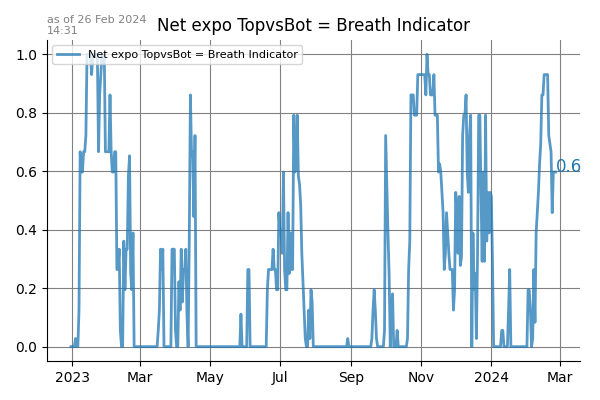 as of 26 Feb 2024
14:31
Net expo TopvsBot = Breath Indicator
Net expo TopvsBot = Breath Indicator
1.0
0.8
0.6
0.6
0.4
0.2
0.0
2023 Mar May Jul Sep Nov 2024 Mar